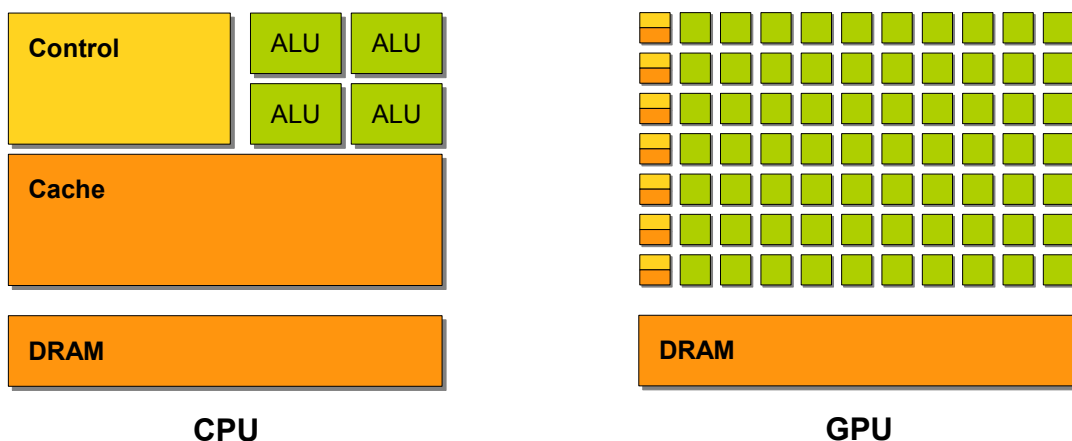 Control
ALU ALU
ALU ALU
Cache
DRAM
CPU
DRAM
GPU